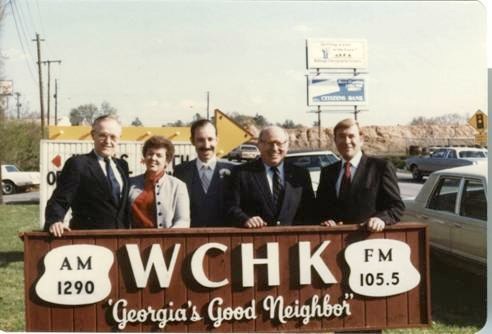 CITIZENS BANK
WCHK
AM
1290
FM
105.5
"Georgia's Good Neighbor"